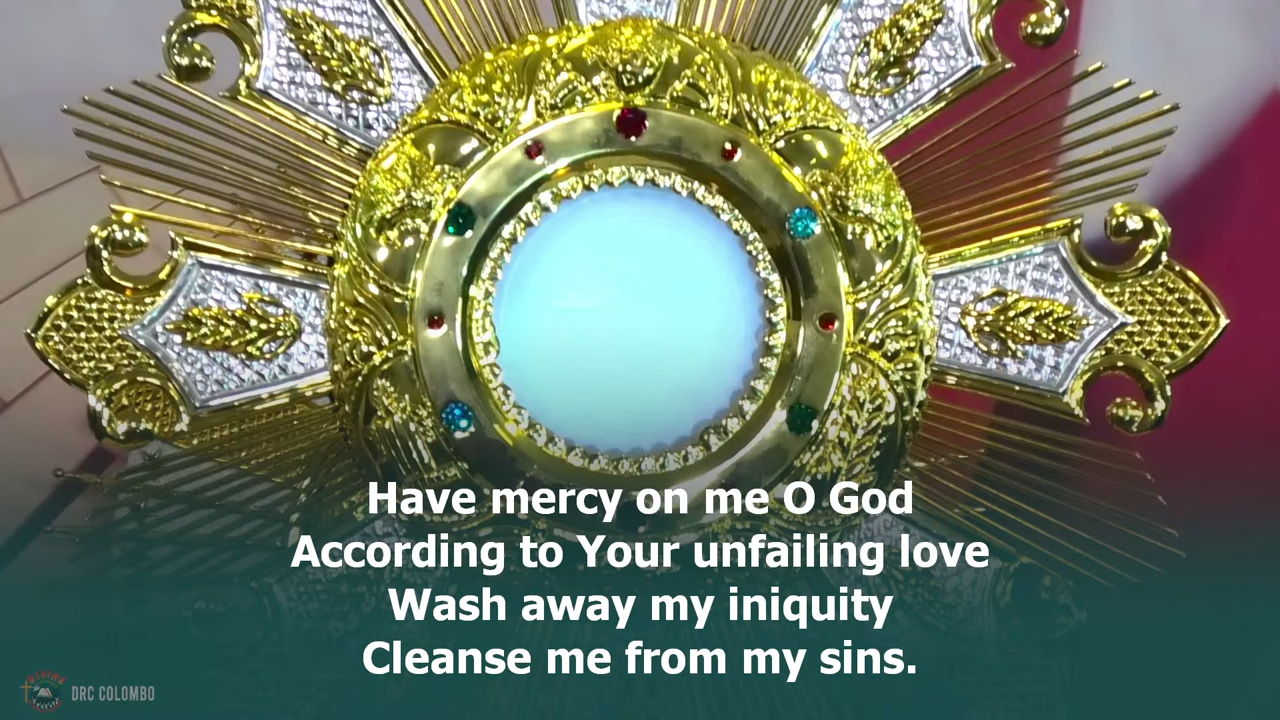 Have mercy on me O God
According to Your unfailing love
Wash away my iniquity
Cleanse me from my sins.
DIVINE
DRC COLOMBO